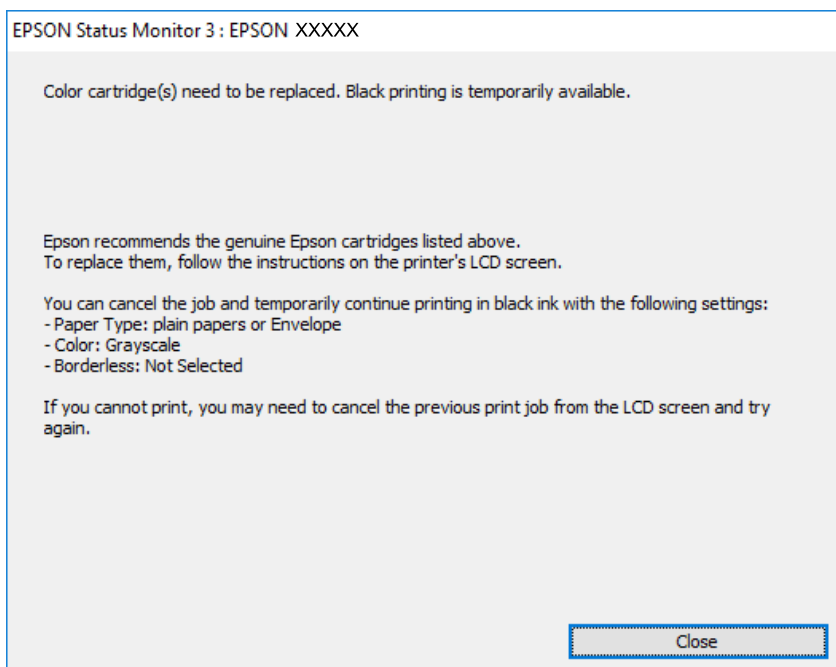 EPSON Status Monitor 3 : EPSON XXXXX
Color cartridge(s) need to be replaced. Black printing is temporarily available.
Epson recommends the genuine Epson cartridges listed above.
To replace them, follow the instructions on the printer's LCD screen.
You can cancel the job and temporarily continue printing in black ink with the following settings:
- Paper Type: plain papers or Envelope
- Color: Grayscale
- Borderless: Not Selected
If you cannot print, you may need to cancel the previous print job from the LCD screen and try
again.
Close